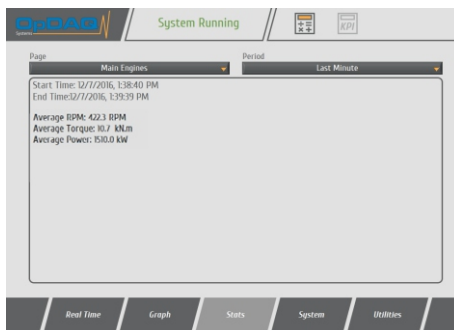 OpDAQ
Systems
System Running
KPI
Page
Period
Main Engines
Last Minute
Start Time: 12/7/2016, 1:38:40 PM
End Time:12/7/2016, 1:39:39 PM
Average RPM: 422.3 RPM
Average Torque: 10.7 kN.m
Average Power: 1510.0 kW
Real Time
Graph
Stats
System
Utilities